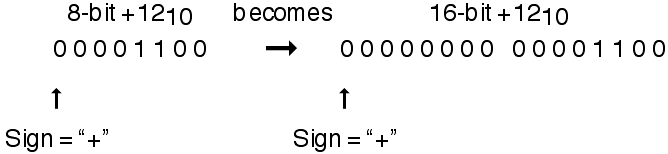 8-bit +12₁₀ becomes 16-bit +12₁₀
0 0 0 0 1 1 0 0 → 0 0 0 0 0 0 0 0 0 0 0 0 1 1 0 0
↑ ↑
Sign = “+” Sign = “+”